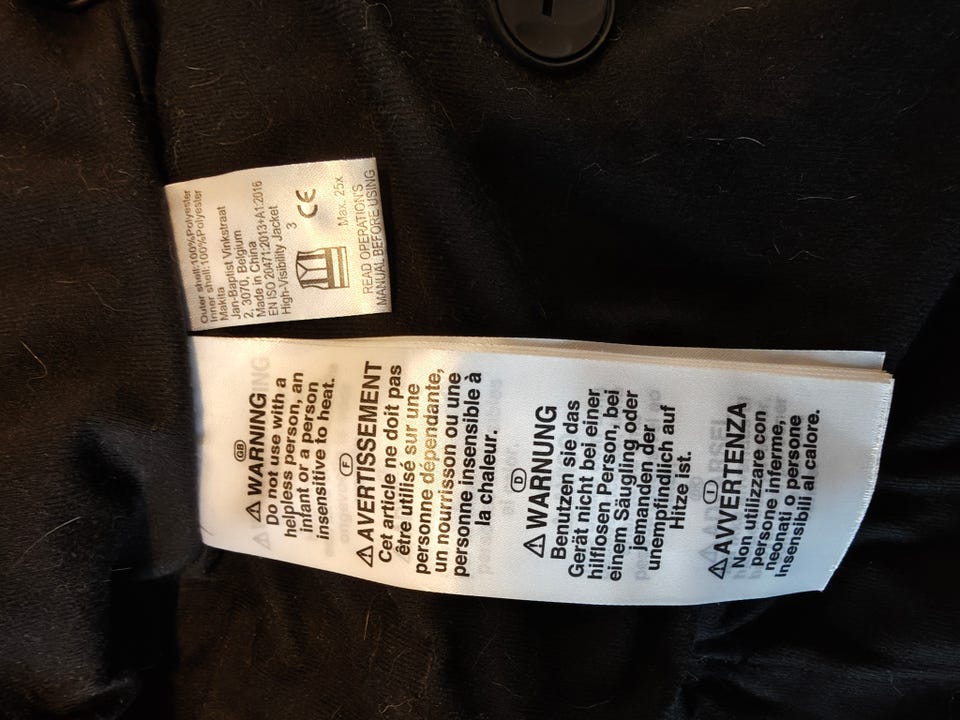 Outer shell:100%Polyester
Inner shell:100%Polyester
Makita
Jan-Baptist Vinkstraat
2, 3070, Belgium
Made in China
EN ISO 20471:2013+A1:2016
High-Visibility Jacket
3
CE
Max. 25x
READ OPERATION'S
MANUAL BEFORE USING
GB
WARNING
Do not use with a
helpless person, an
infant or a person
insensitive to heat.
F
AVERTISSEMENT
Cet article ne doit pas
être utilisé sur une
personne dépendante,
un nourrisson ou une
personne insensible à
la chaleur.
D
WARNUNG
Benutzen sie das
Gerät nicht bei einer
hilflosen Person, bei
einem Säugling oder
jemanden der
unempfindlich auf
Hitze ist.
I
AVVERTENZA
Non utilizzare con
persone inferme,
neonati o persone
insensibili al calore.